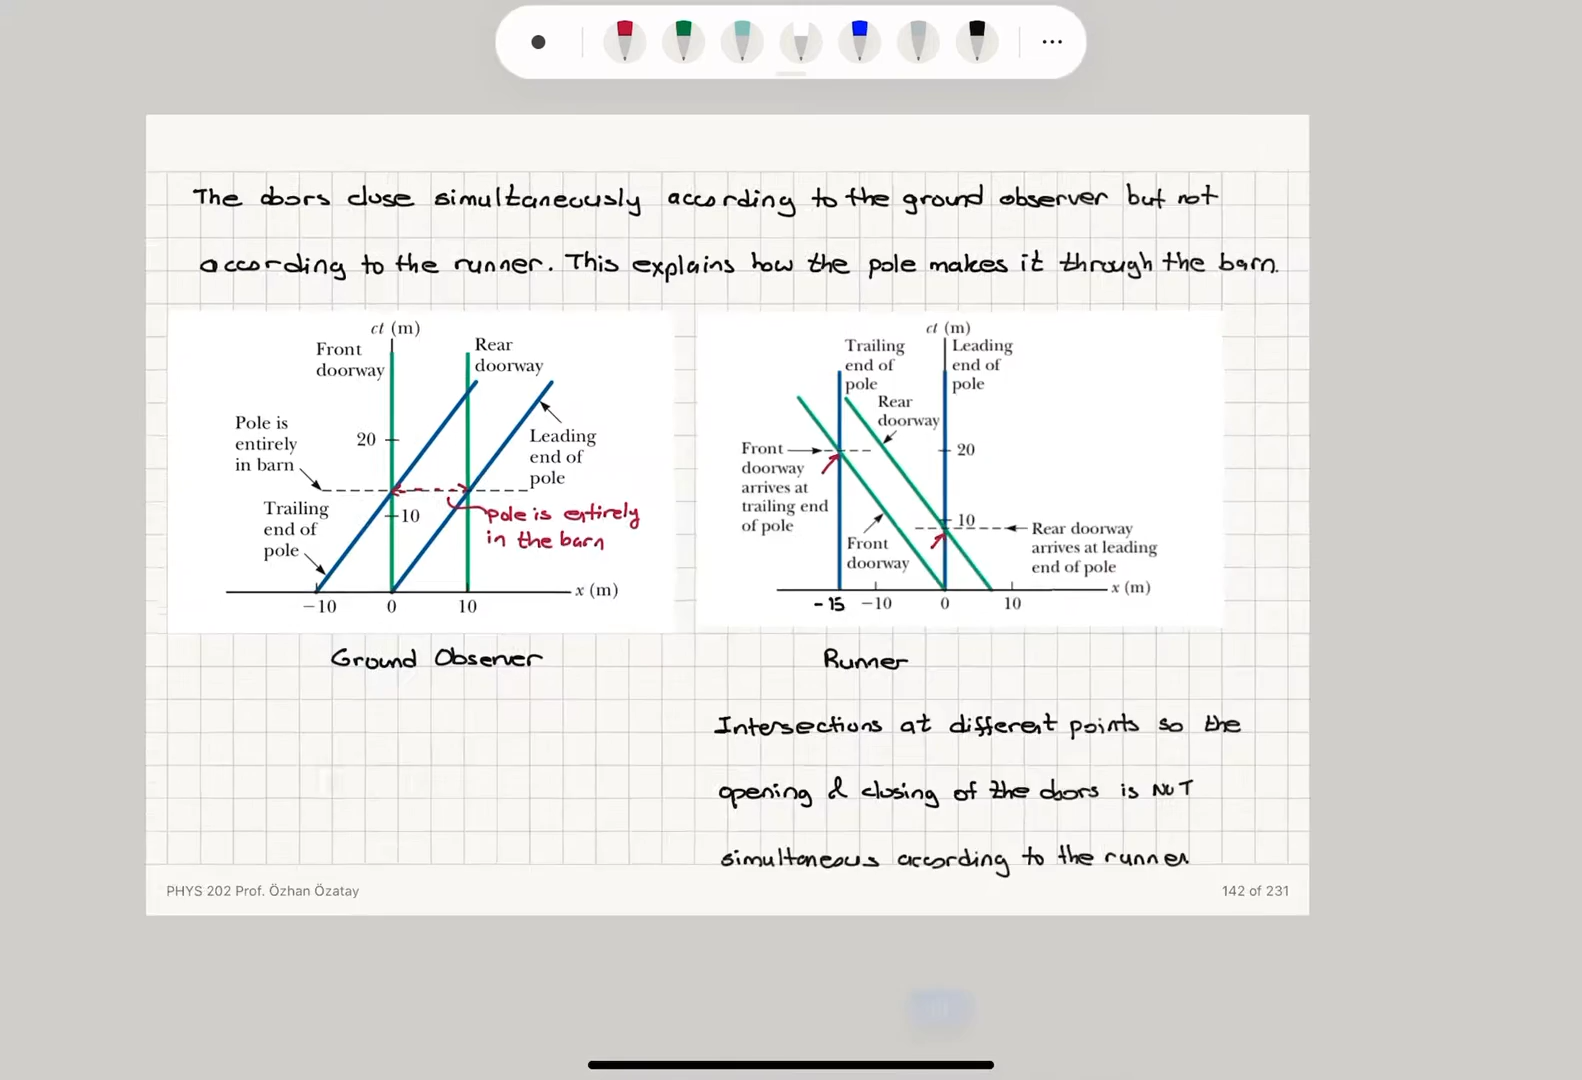 The doors close simultaneously according to the ground observer but not
according to the runner. This explains how the pole makes it through the barn.
ct (m)
Front
doorway
Rear
doorway
Pole is
entirely
in barn
20
Leading
end of
pole
Trailing
end of
pole
10
pole is entirely
in the barn
x (m)
−10
0
10
Ground Observer
ct (m)
Trailing
end of
pole
Leading
end of
pole
Rear
doorway
Front
doorway
arrives at
trailing end
of pole
20
10
Rear doorway
arrives at leading
end of pole
Front
doorway
x (m)
-15
−10
0
10
Runner
Intersections at different points so the
opening & closing of the doors is NOT
simultaneous according to the runner
PHYS 202 Prof. Özhan Özatay
142 of 231